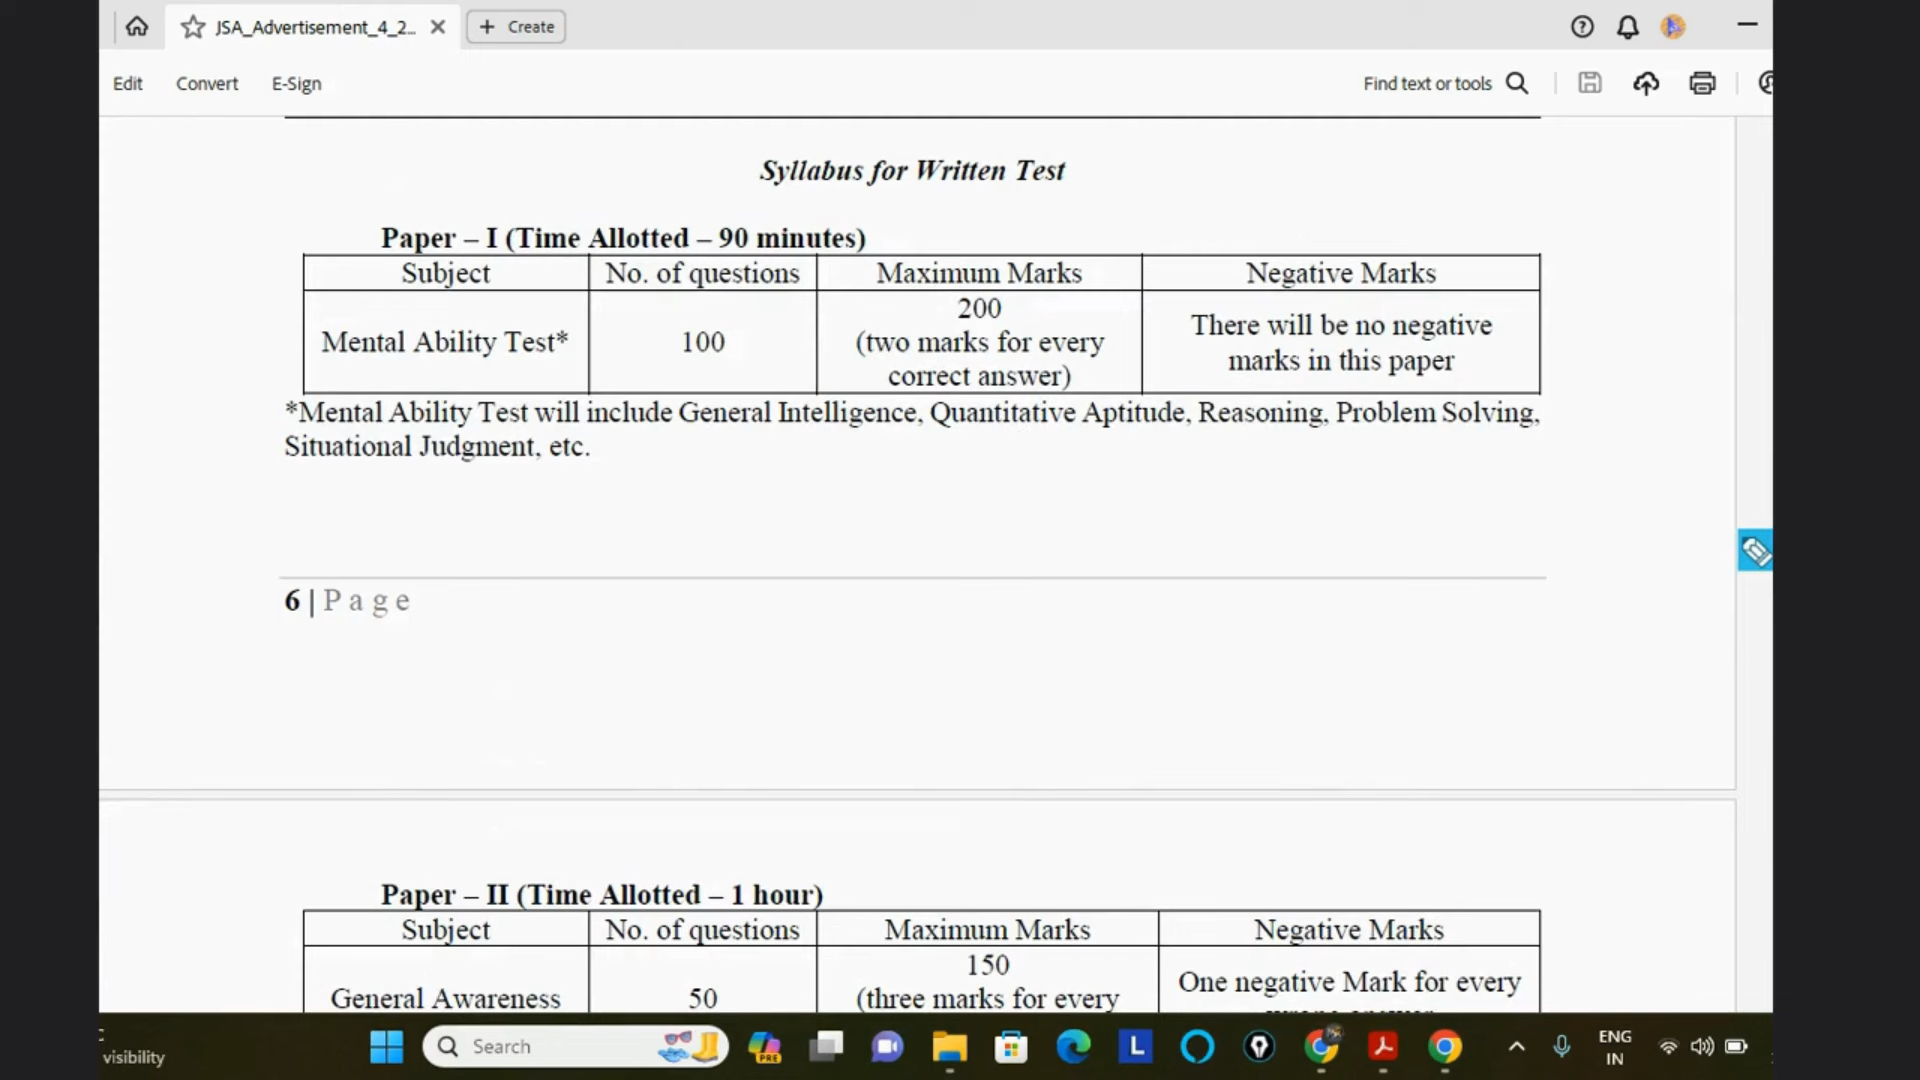 JSA_Advertisement_4_2...
Create
Edit
Convert
E-Sign
Find text or tools
Syllabus for Written Test
Paper – I (Time Allotted – 90 minutes)
Subject
No. of questions
Maximum Marks
Negative Marks
Mental Ability Test*
100
200
(two marks for every
correct answer)
There will be no negative
marks in this paper
*Mental Ability Test will include General Intelligence, Quantitative Aptitude, Reasoning, Problem Solving,
Situational Judgment, etc.
6 | P a g e
Paper – II (Time Allotted – 1 hour)
Subject
No. of questions
Maximum Marks
Negative Marks
General Awareness
50
150
(three marks for every
One negative Mark for every
visibility
Search
PRE
L
ENG
IN